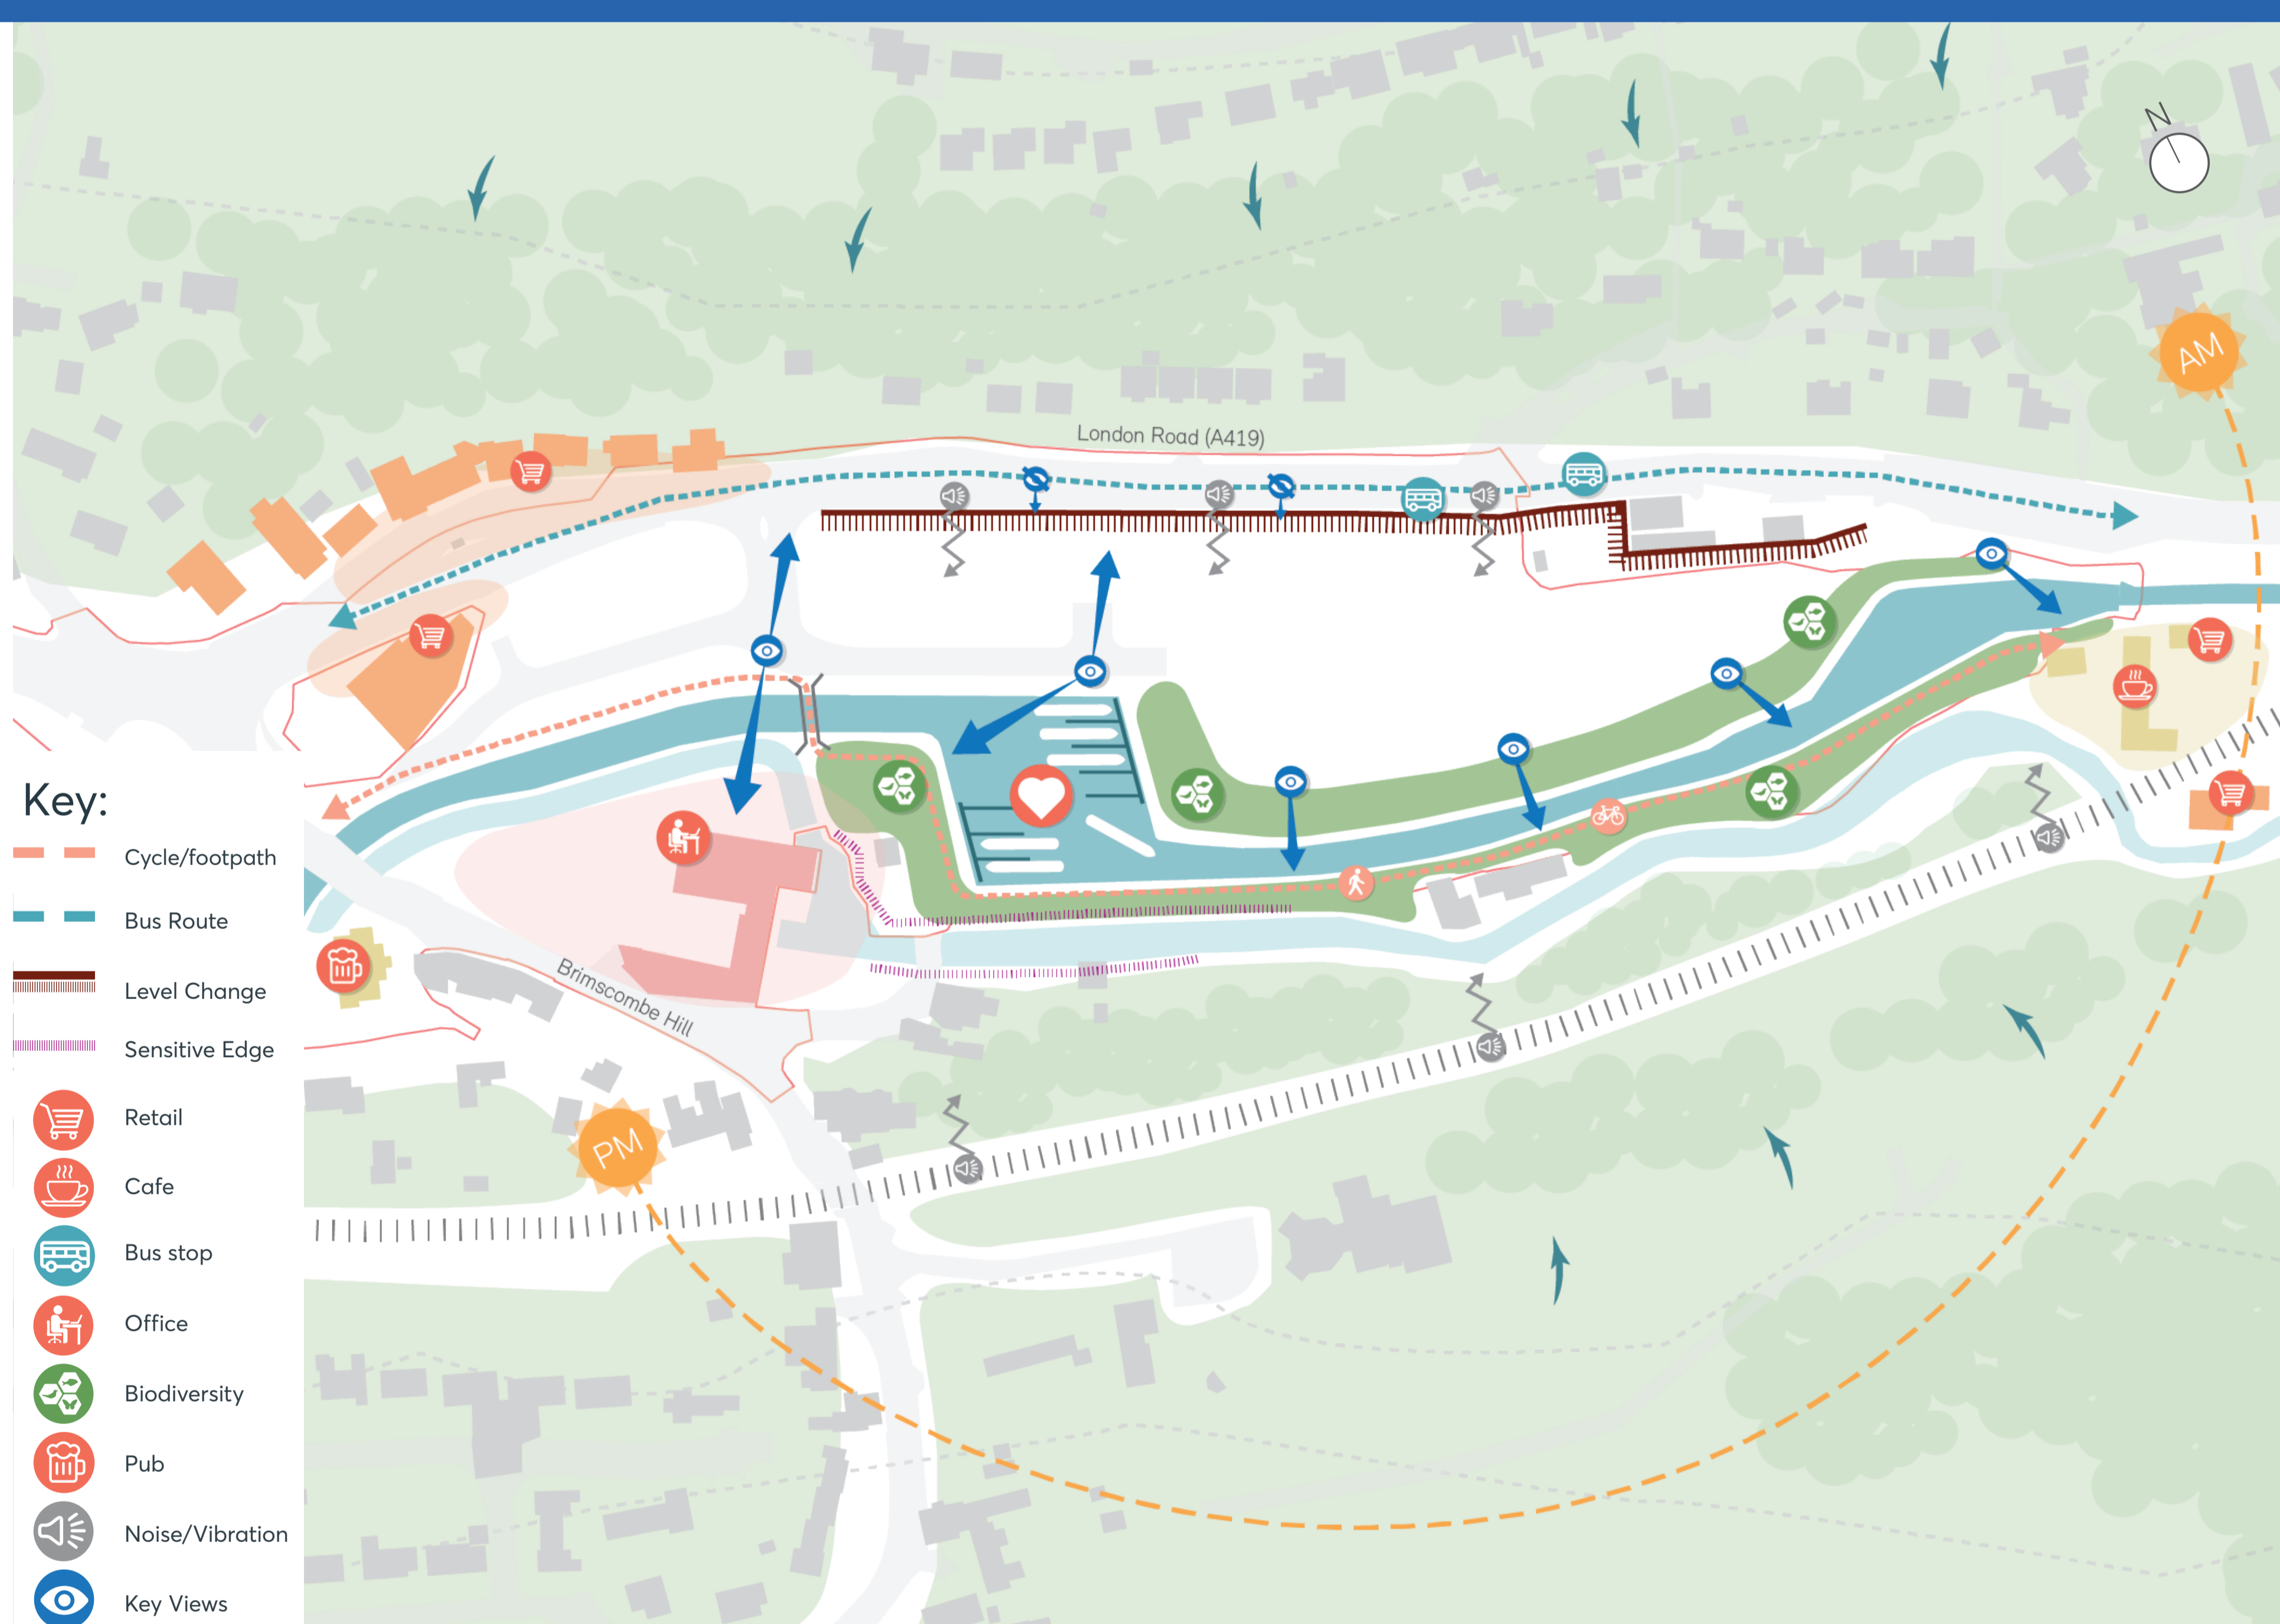 N
AM
London Road (A419)
Key:
Cycle/footpath
Bus Route
Level Change
Brimscombe Hill
Sensitive Edge
Retail
PM
Cafe
Bus stop
Office
Biodiversity
Pub
Noise/Vibration
Key Views